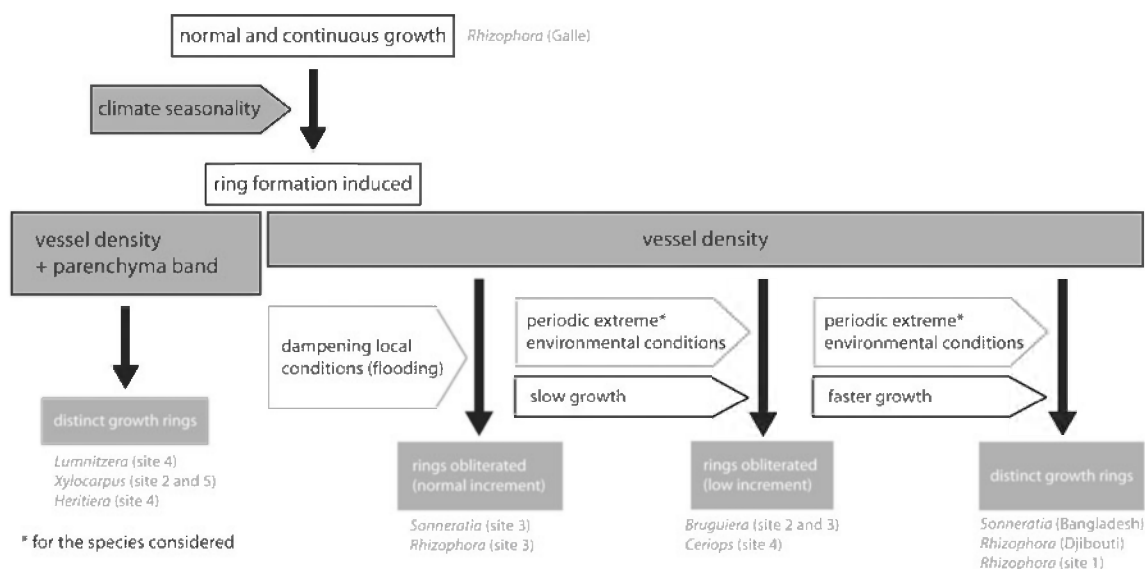 normal and continuous growth
Rhizophora (Galle)
climate seasonality
ring formation induced
vessel density
+ parenchyma band
vessel density
dampening local
conditions (flooding)
periodic extreme*
environmental conditions
slow growth
periodic extreme*
environmental conditions
faster growth
distinct growth rings
Lumnitzera (site 4)
Xylocarpus (site 2 and 5)
Heritiera (site 4)
rings obliterated
(normal increment)
Sonneratia (site 3)
Rhizophora (site 3)
rings obliterated
(low increment)
Bruguiera (site 2 and 3)
Ceriops (site 4)
distinct growth rings
Sonneratia (Bangladesh)
Rhizophora (Djibouti)
Rhizophora (site 1)
* for the species considered